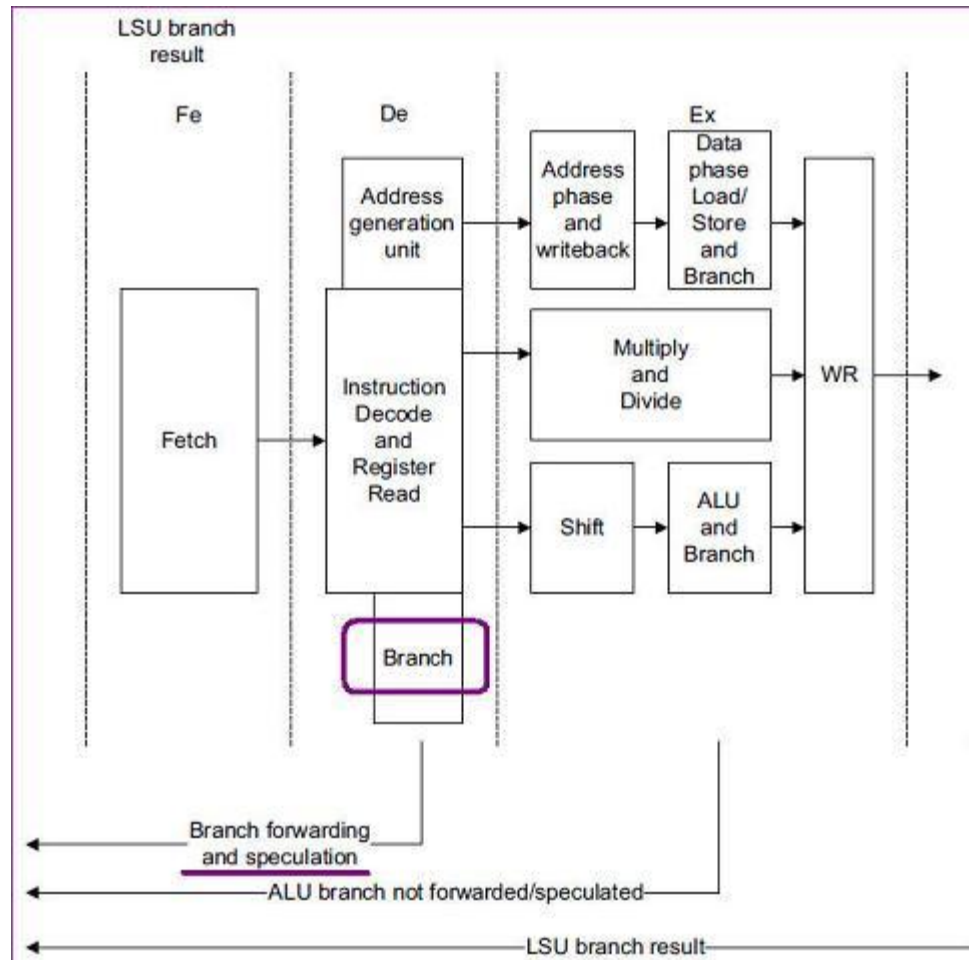 LSU branch
result
Fe
De
Ex
Address
generation
unit
Address
phase
and
writeback
Data
phase
Load/
Store
and
Branch
Fetch
Instruction
Decode
and
Register
Read
Multiply
and
Divide
WR
Shift
ALU
and
Branch
Branch
Branch forwarding
and speculation
ALU branch not forwarded/speculated
LSU branch result